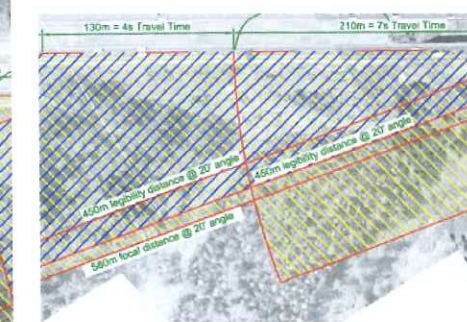 130m = 4s Travel Time
210m = 7s Travel Time
450m legibility distance @ 20' angle
450m legibility distance @ 20' angle
580m focal distance @ 20' angle